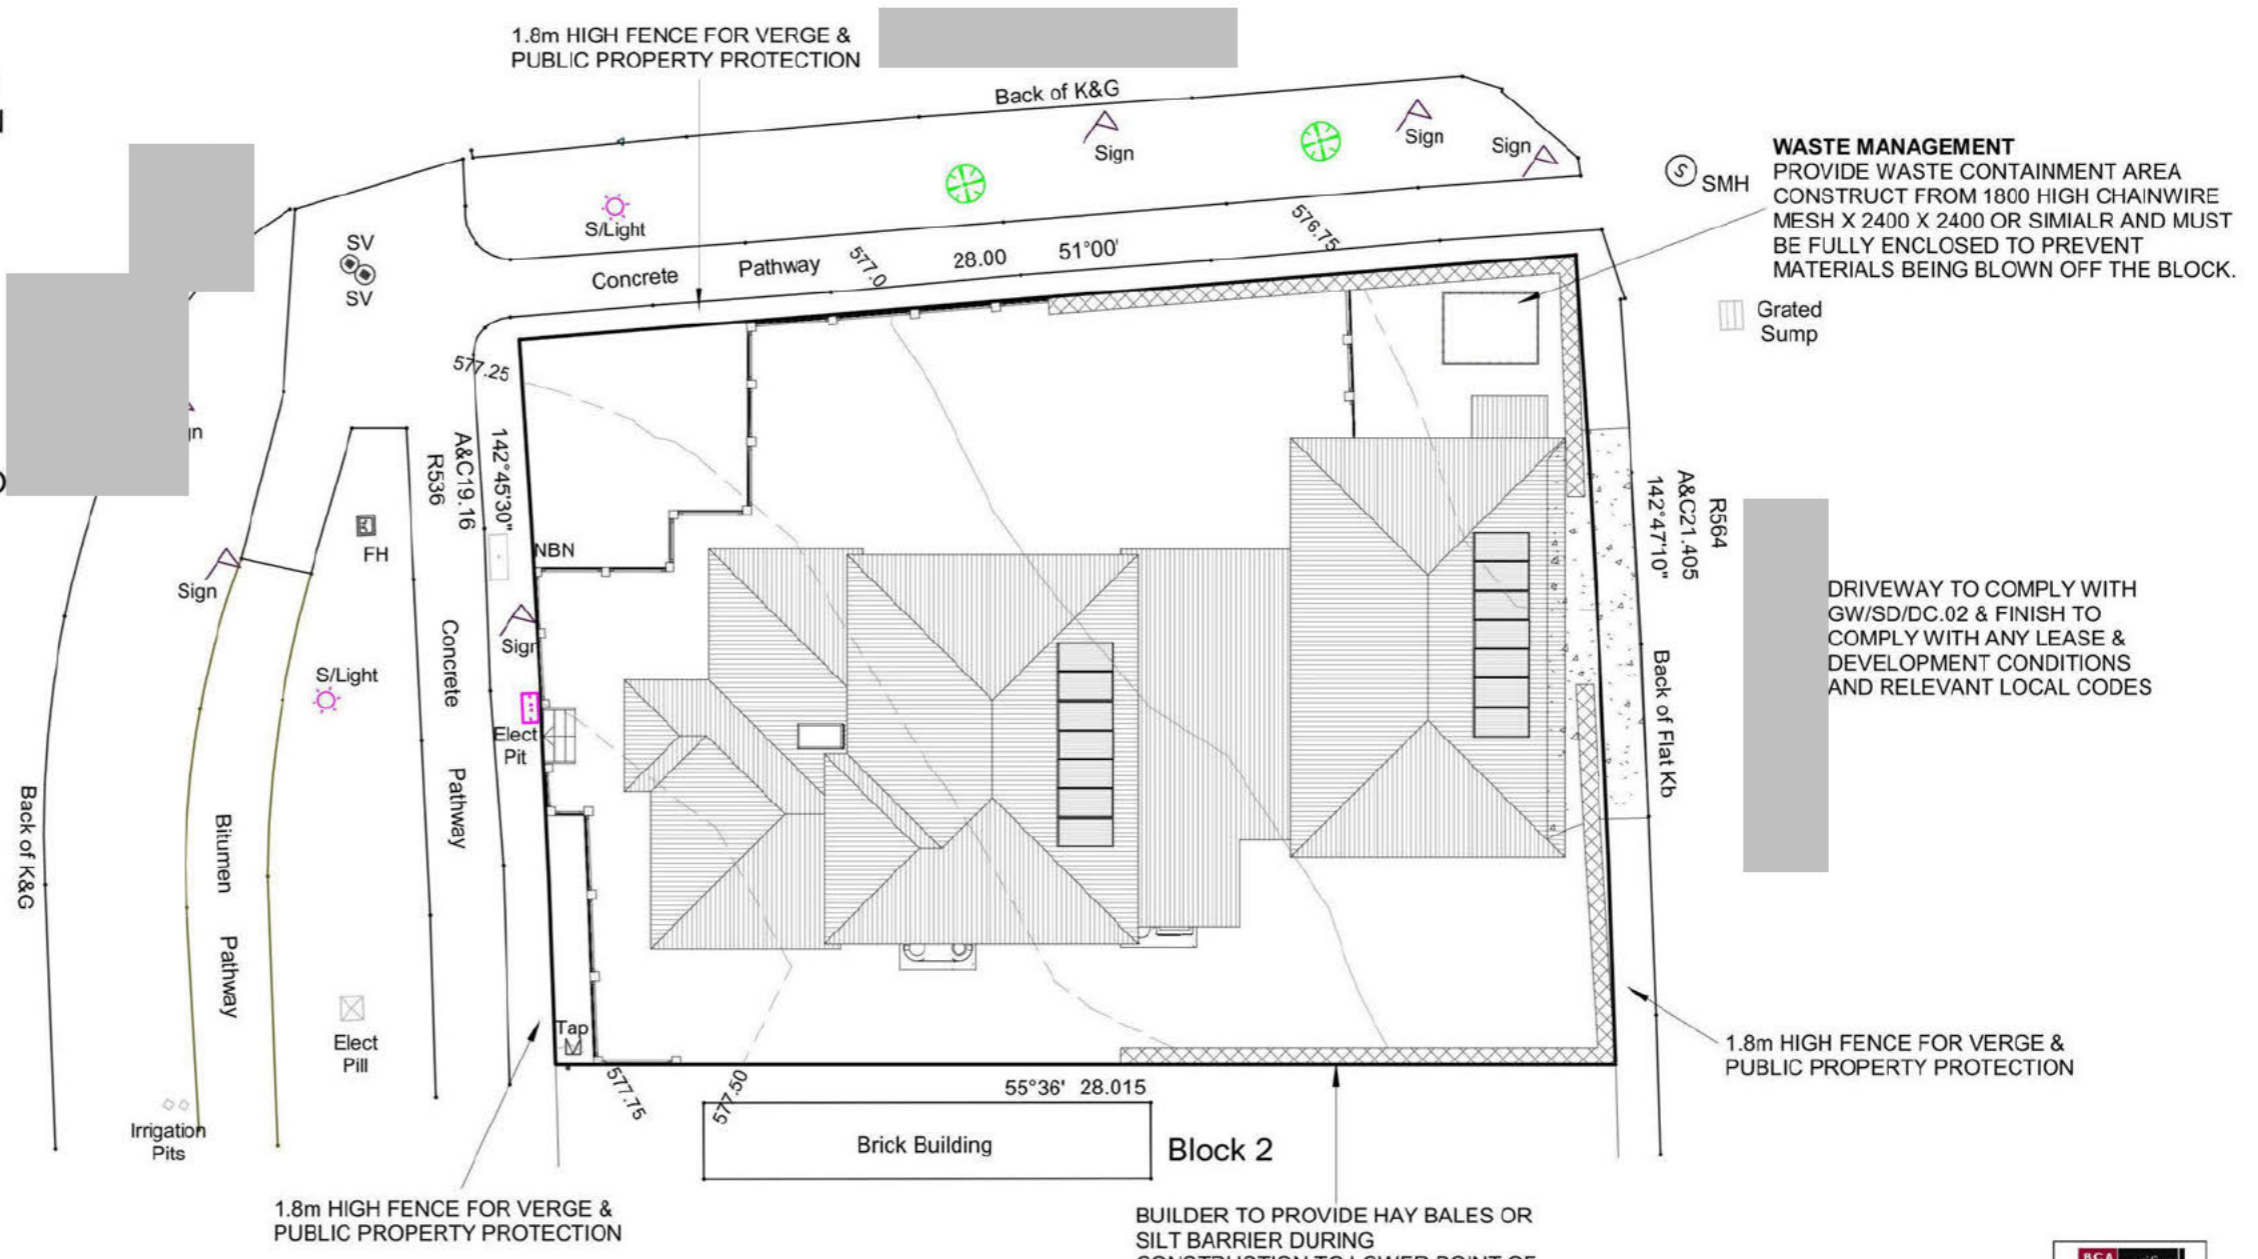 1.8m HIGH FENCE FOR VERGE &
PUBLIC PROPERTY PROTECTION
Back of K&G
Sign
Sign
Sign
S/Light
SMH
WASTE MANAGEMENT
PROVIDE WASTE CONTAINMENT AREA
CONSTRUCT FROM 1800 HIGH CHAINWIRE
MESH X 2400 X 2400 OR SIMIALR AND MUST
BE FULLY ENCLOSED TO PREVENT
MATERIALS BEING BLOWN OFF THE BLOCK.
Grated
Sump
SV
SV
Concrete Pathway
577.0
28.00 51°00'
576.75
577.25
142°45'30"
A&C19.16
R536
FH
NBN
Sign
Sign
S/Light
Concrete Pathway
Elect
Pit
Back of K&G
Bitumen Pathway
Elect
Pill
Irrigation
Pits
Tap
577.75
577.50
55°36' 28.015
Brick Building
Block 2
R564
A&C21.405
142°47'10"
Back of Flat Kb
DRIVEWAY TO COMPLY WITH
GW/SD/DC.02 & FINISH TO
COMPLY WITH ANY LEASE &
DEVELOPMENT CONDITIONS
AND RELEVANT LOCAL CODES
1.8m HIGH FENCE FOR VERGE &
PUBLIC PROPERTY PROTECTION
1.8m HIGH FENCE FOR VERGE &
PUBLIC PROPERTY PROTECTION
BUILDER TO PROVIDE HAY BALES OR
SILT BARRIER DURING
CONSTRUCTION TO LOWER POINT OF